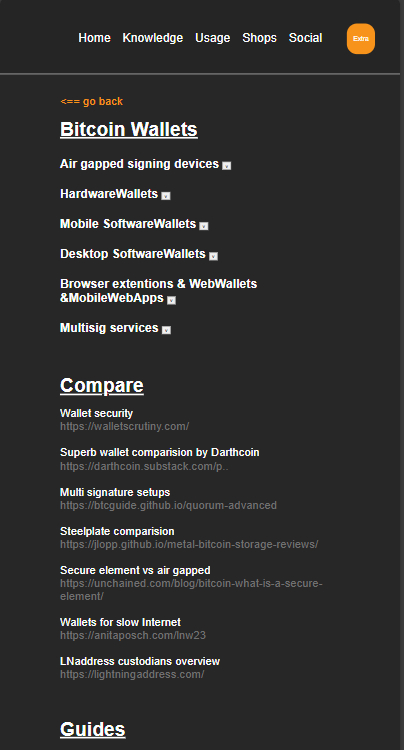 Home Knowledge Usage Shops Social Extra
<== go back
Bitcoin Wallets
Air gapped signing devices
HardwareWallets
Mobile SoftwareWallets
Desktop SoftwareWallets
Browser extentions & WebWallets
&MobileWebApps
Multisig services
Compare
Wallet security
https://walletscrutiny.com/
Superb wallet comparision by Darthcoin
https://darthcoin.substack.com/p..
Multi signature setups
https://btcguide.github.io/quorum-advanced
Steelplate comparision
https://jlopp.github.io/metal-bitcoin-storage-reviews/
Secure element vs air gapped
https://unchained.com/blog/bitcoin-what-is-a-secure-
element/
Wallets for slow Internet
https://anitaposch.com/lnw23
LNaddress custodians overview
https://lightningaddress.com/
Guides